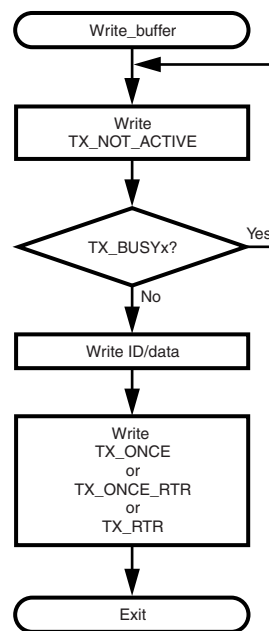 Write_buffer
Write
TX_NOT_ACTIVE
TX_BUSYx?
Yes
No
Write ID/data
Write
TX_ONCE
or
TX_ONCE_RTR
or
TX_RTR
Exit